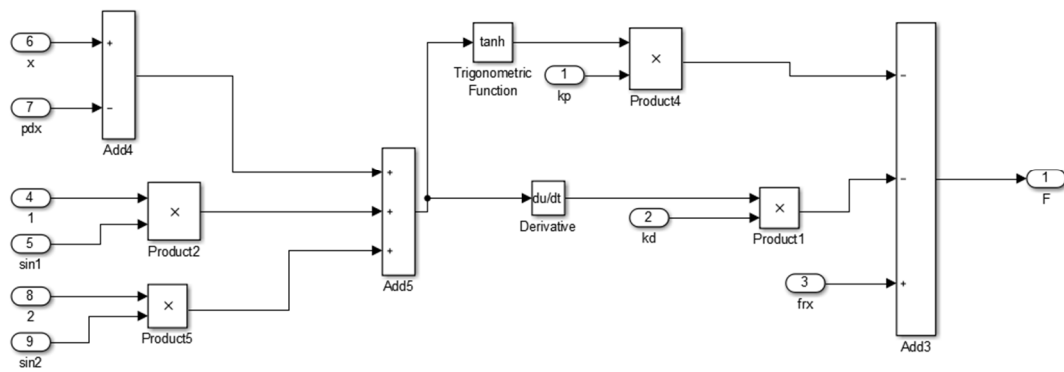 6
x
+
7
pdx
−
Add4
4
1
5
sin1
×
Product2
8
2
9
sin2
×
Product5
+
+
+
Add5
tanh
Trigonometric
Function
1
kp
×
Product4
du/dt
Derivative
2
kd
×
Product1
3
frx
−
−
+
Add3
1
F